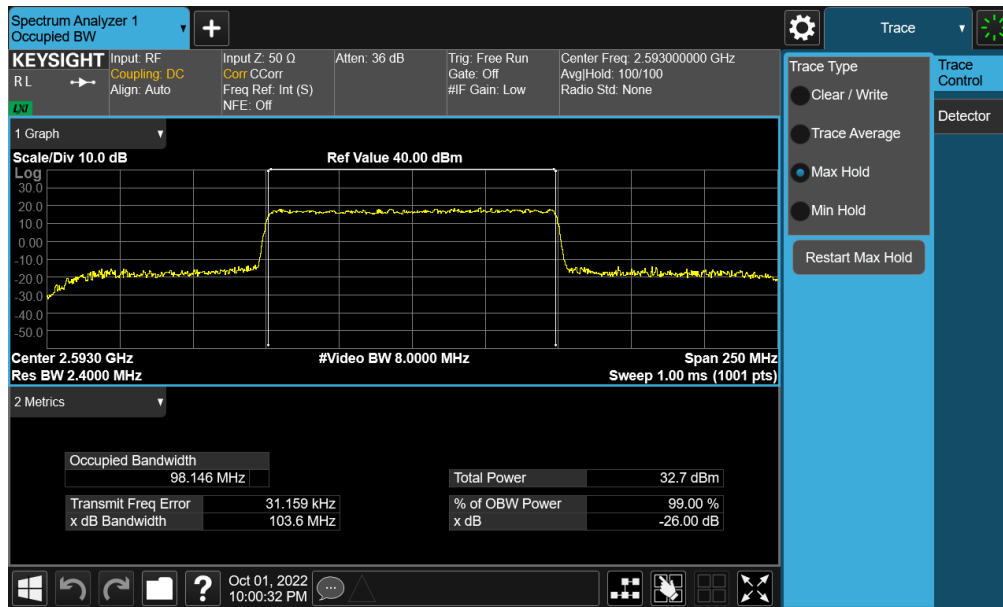 Spectrum Analyzer 1
Occupied BW
+
Trace
KEYSIGHT
RL
LXI
Input: RF
Coupling: DC
Align: Auto
Input Z: 50 Ω
Corr CCorr
Freq Ref: Int (S)
NFE: Off
Atten: 36 dB
Trig: Free Run
Gate: Off
#IF Gain: Low
Center Freq: 2.593000000 GHz
Avg|Hold: 100/100
Radio Std: None
Trace Type
Clear / Write
Trace Average
Max Hold
Min Hold
Restart Max Hold
Trace
Control
Detector
1 Graph
Scale/Div 10.0 dB
Ref Value 40.00 dBm
Log
30.0
20.0
10.0
0.00
-10.0
-20.0
-30.0
-40.0
-50.0
Center 2.5930 GHz
#Video BW 8.0000 MHz
Span 250 MHz
Res BW 2.4000 MHz
Sweep 1.00 ms (1001 pts)
2 Metrics
Occupied Bandwidth
98.146 MHz
Total Power 32.7 dBm
Transmit Freq Error 31.159 kHz
% of OBW Power 99.00 %
x dB Bandwidth 103.6 MHz
x dB -26.00 dB
?
Oct 01, 2022
10:00:32 PM